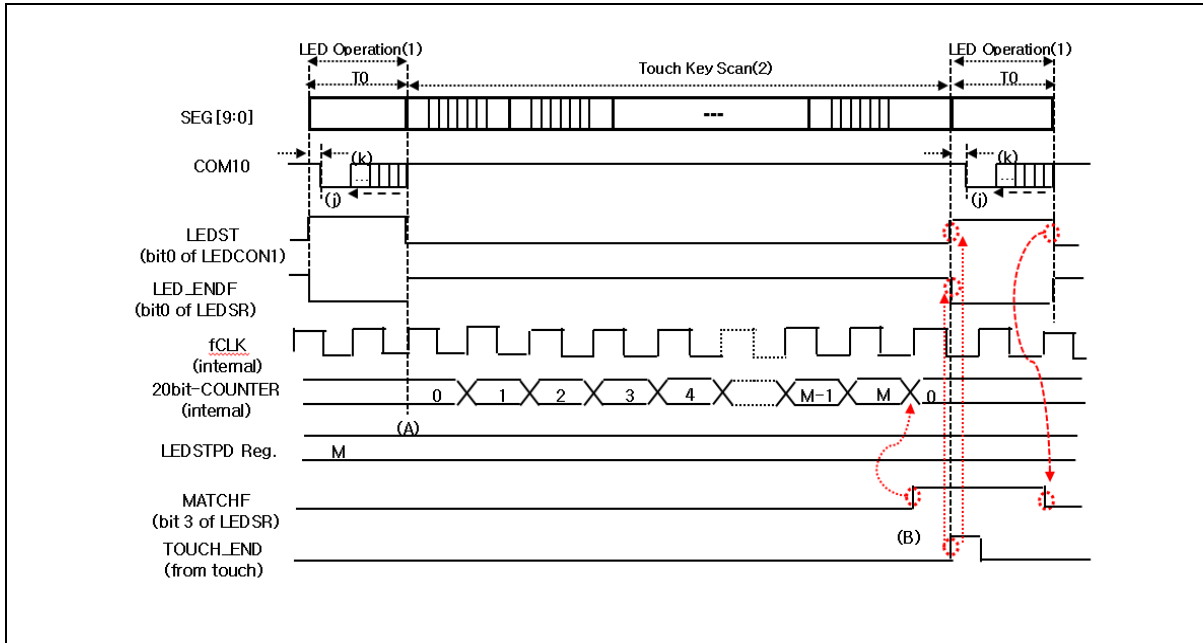 LED Operation(1) LED Operation(1)
T0 Touch Key Scan(2) T0
SEG[9:0] ---
COM10 (k) (k)
... ...
(j) (j)
LEDST
(bit0 of LEDCON1)
LED_ENDF
(bit0 of LEDSR)
fCLK
(internal)
20bit-COUNTER 0 1 2 3 4 M-1 M 0
(internal)
(A)
LEDSTPD Reg. M
MATCHF
(bit 3 of LEDSR)
(B)
TOUCH_END
(from touch)